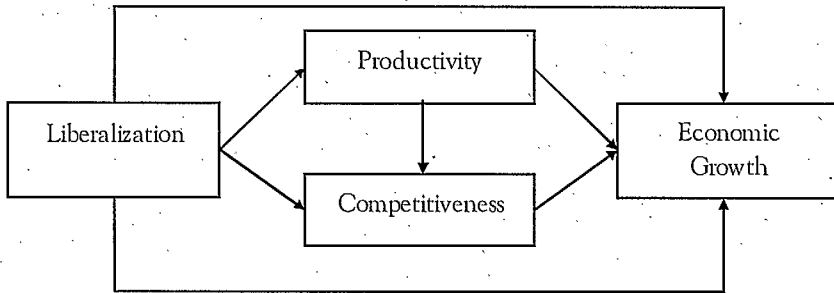 Productivity
Liberalization
Economic
Growth
Competitiveness